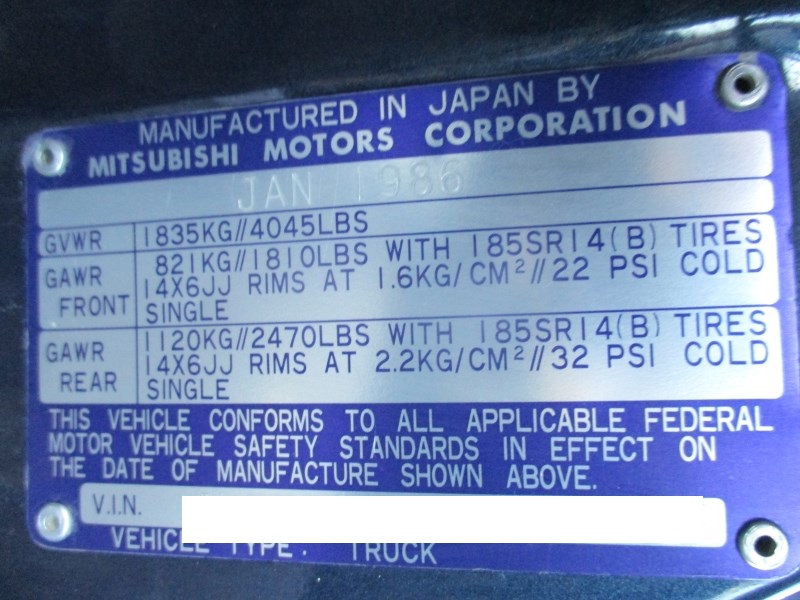 MANUFACTURED IN JAPAN BY
MITSUBISHI MOTORS CORPORATION
JAN 1986
GVWR 1835KG//4045LBS
GAWR FRONT 821KG//1810LBS WITH 185SR14(B) TIRES
14X6JJ RIMS AT 1.6KG/CM²//22 PSI COLD
SINGLE
GAWR REAR 1120KG//2470LBS WITH 185SR14(B) TIRES
14X6JJ RIMS AT 2.2KG/CM²//32 PSI COLD
SINGLE
THIS VEHICLE CONFORMS TO ALL APPLICABLE FEDERAL
MOTOR VEHICLE SAFETY STANDARDS IN EFFECT ON
THE DATE OF MANUFACTURE SHOWN ABOVE.
V.I.N.
VEHICLE TYPE: TRUCK